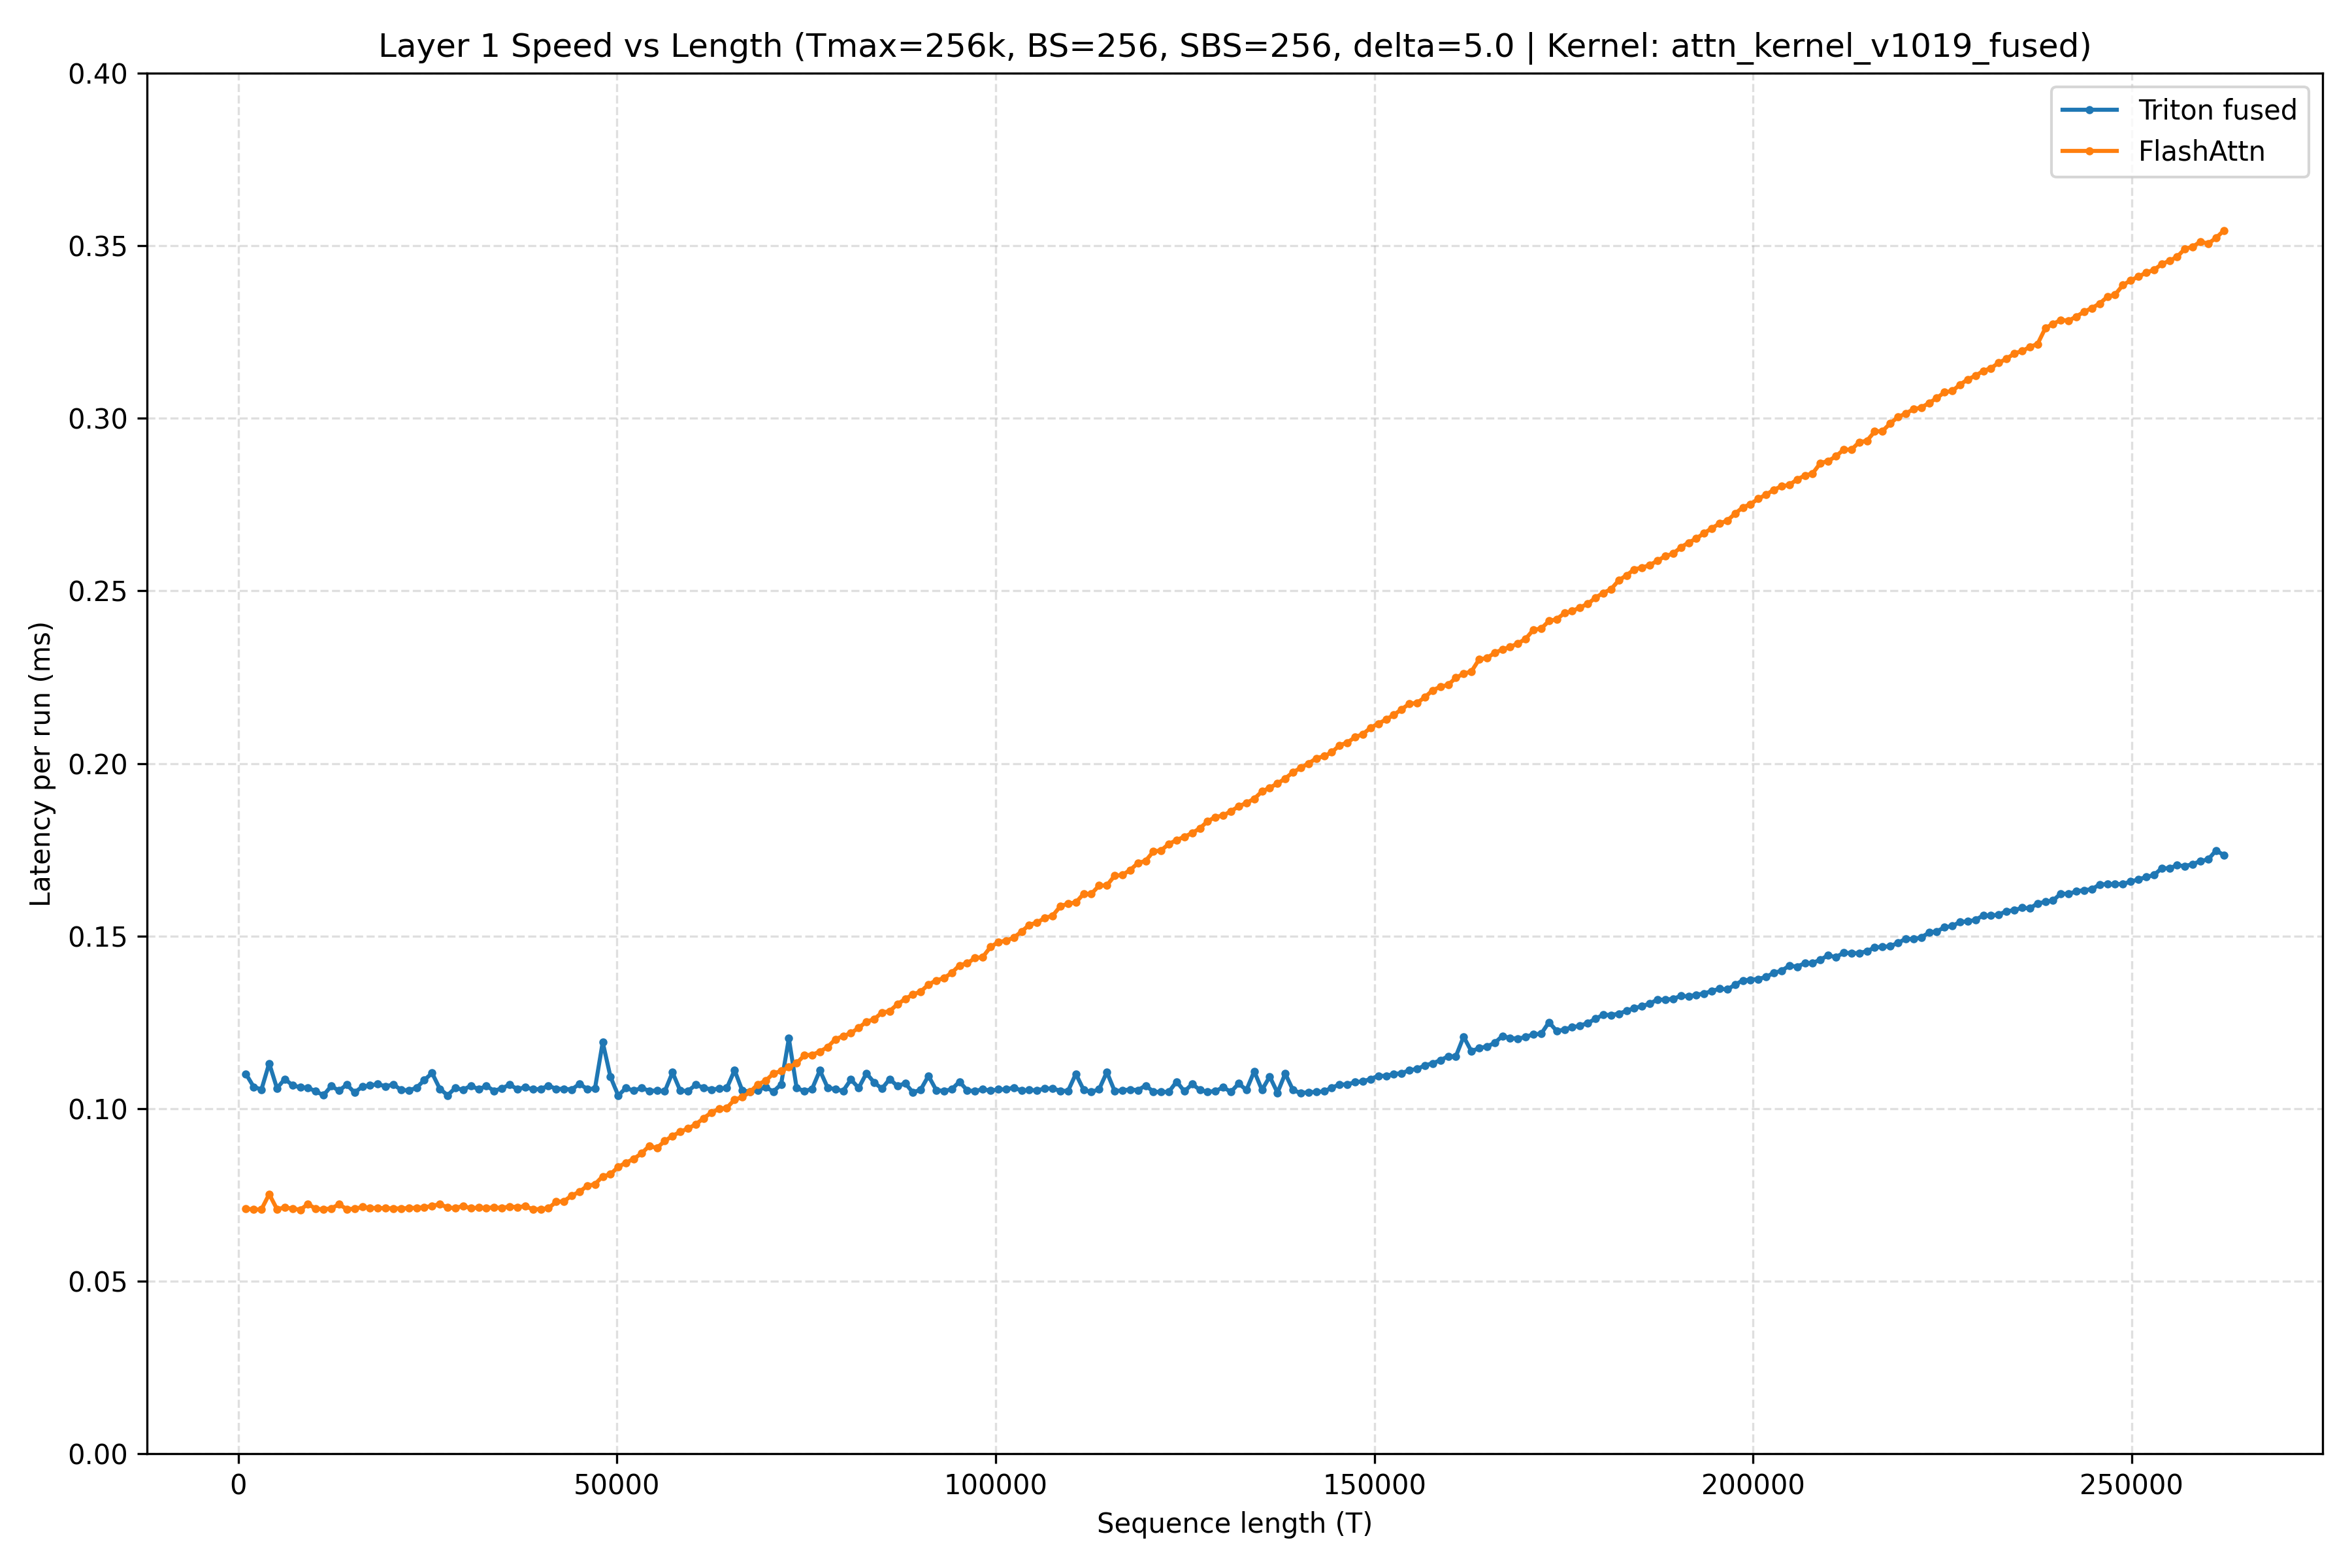 Layer 1 Speed vs Length (Tmax=256k, BS=256, SBS=256, delta=5.0 | Kernel: attn_kernel_v1019_fused)
Triton fused
FlashAttn
0.40
0.35
0.30
0.25
0.20
0.15
0.10
0.05
0.00
Latency per run (ms)
0 50000 100000 150000 200000 250000
Sequence length (T)